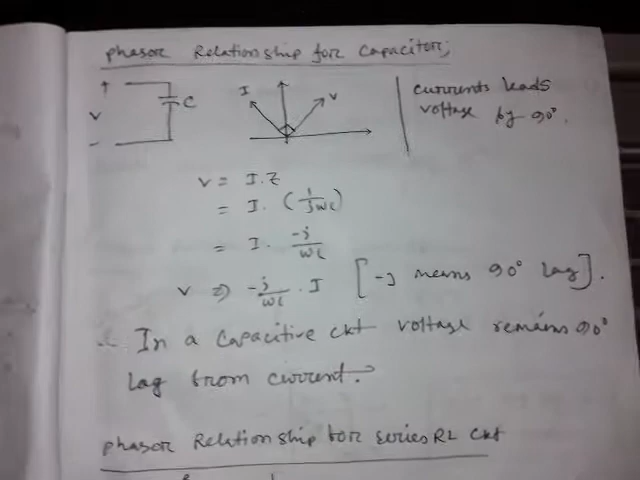 phasor Relationship for Capacitor;
V
C
I
V
currents leads
voltage by 90°.
V = I.Z
= I. (1/jωc)
= I. -j/ωc
V ⇒ -j/ωc . I [-J means 90° lag].
∴ In a capacitive ckt voltage remains 90°
lag from current.
phasor Relationship for series RL ckt